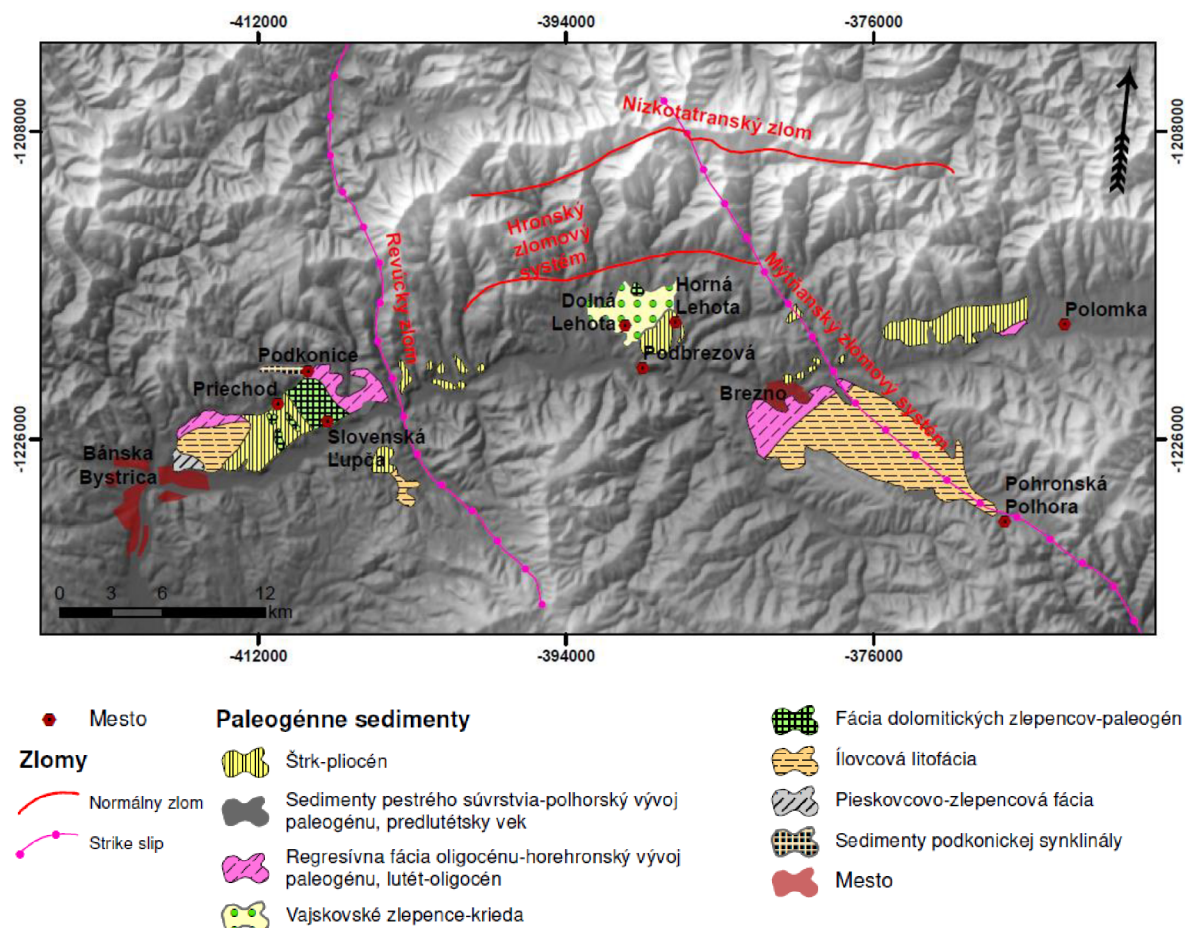 -412000
-394000
-376000
-1208000
-1208000
Nízkotatranský zlom
Hronský
zlomový
systém
Revúcky zlom
Mýtňanský zlomový systém
Horná
Lehota
Dolná
Lehota
Podbrezová
Polomka
Podkonice
Priechod
Slovenská
Ľupča
Brezno
Bánska
Bystrica
Pohronská
Polhora
-1226000
-1226000
0 3 6 12
km
-412000
-394000
-376000
Mesto
Zlomy
Normálny zlom
Strike slip
Paleogénne sedimenty
Štrk-pliocén
Sedimenty pestrého súvrstvia-polhorský vývoj
paleogénu, predlutétsky vek
Regresívna fácia oligocénu-horehronský vývoj
paleogénu, lutét-oligocén
Vajskovské zlepence-krieda
Fácia dolomitických zlepencov-paleogén
Ílovcová litofácia
Pieskovcovo-zlepencová fácia
Sedimenty podkonickej synklinály
Mesto